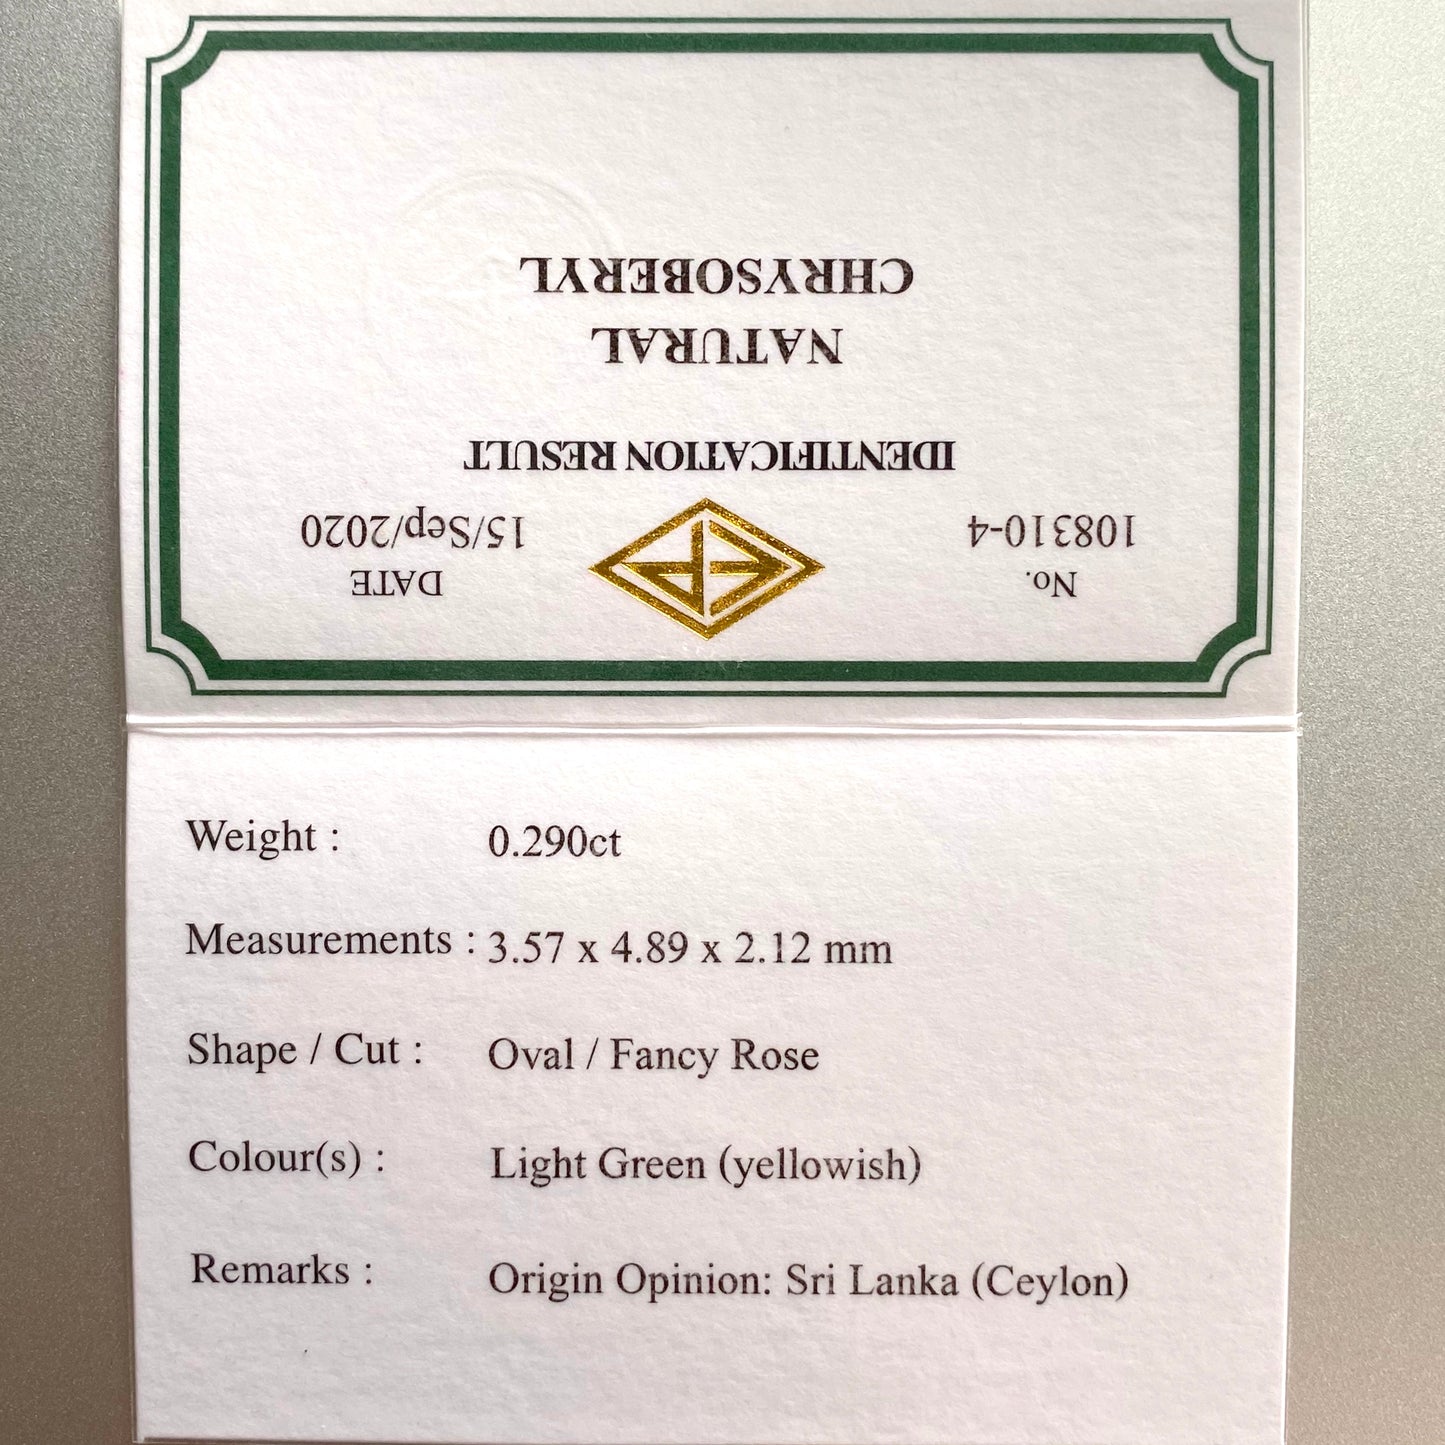 No.
DATE
108310-4
15/Sep/2020
IDENTIFICATION RESULT
NATURAL
CHRYSOBERYL
Weight : 0.290ct
Measurements : 3.57 x 4.89 x 2.12 mm
Shape / Cut : Oval / Fancy Rose
Colour(s) : Light Green (yellowish)
Remarks : Origin Opinion: Sri Lanka (Ceylon)